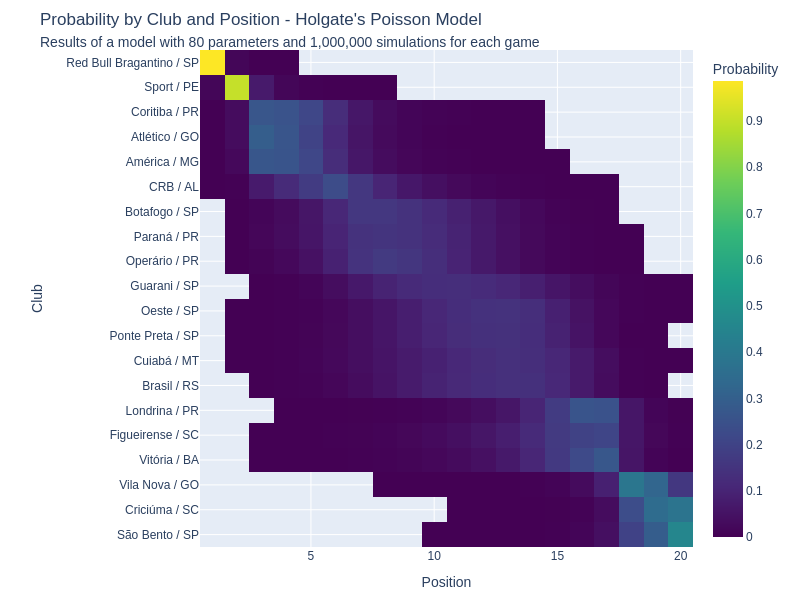 Probability by Club and Position - Holgate's Poisson Model
Results of a model with 80 parameters and 1,000,000 simulations for each game
Probability
Red Bull Bragantino / SP
Sport / PE
Coritiba / PR
Atlético / GO
América / MG
CRB / AL
Botafogo / SP
Paraná / PR
Operário / PR
Guarani / SP
Oeste / SP
Ponte Preta / SP
Cuiabá / MT
Brasil / RS
Londrina / PR
Figueirense / SC
Vitória / BA
Vila Nova / GO
Criciúma / SC
São Bento / SP
Club
5
10
15
20
Position
0.9
0.8
0.7
0.6
0.5
0.4
0.3
0.2
0.1
0